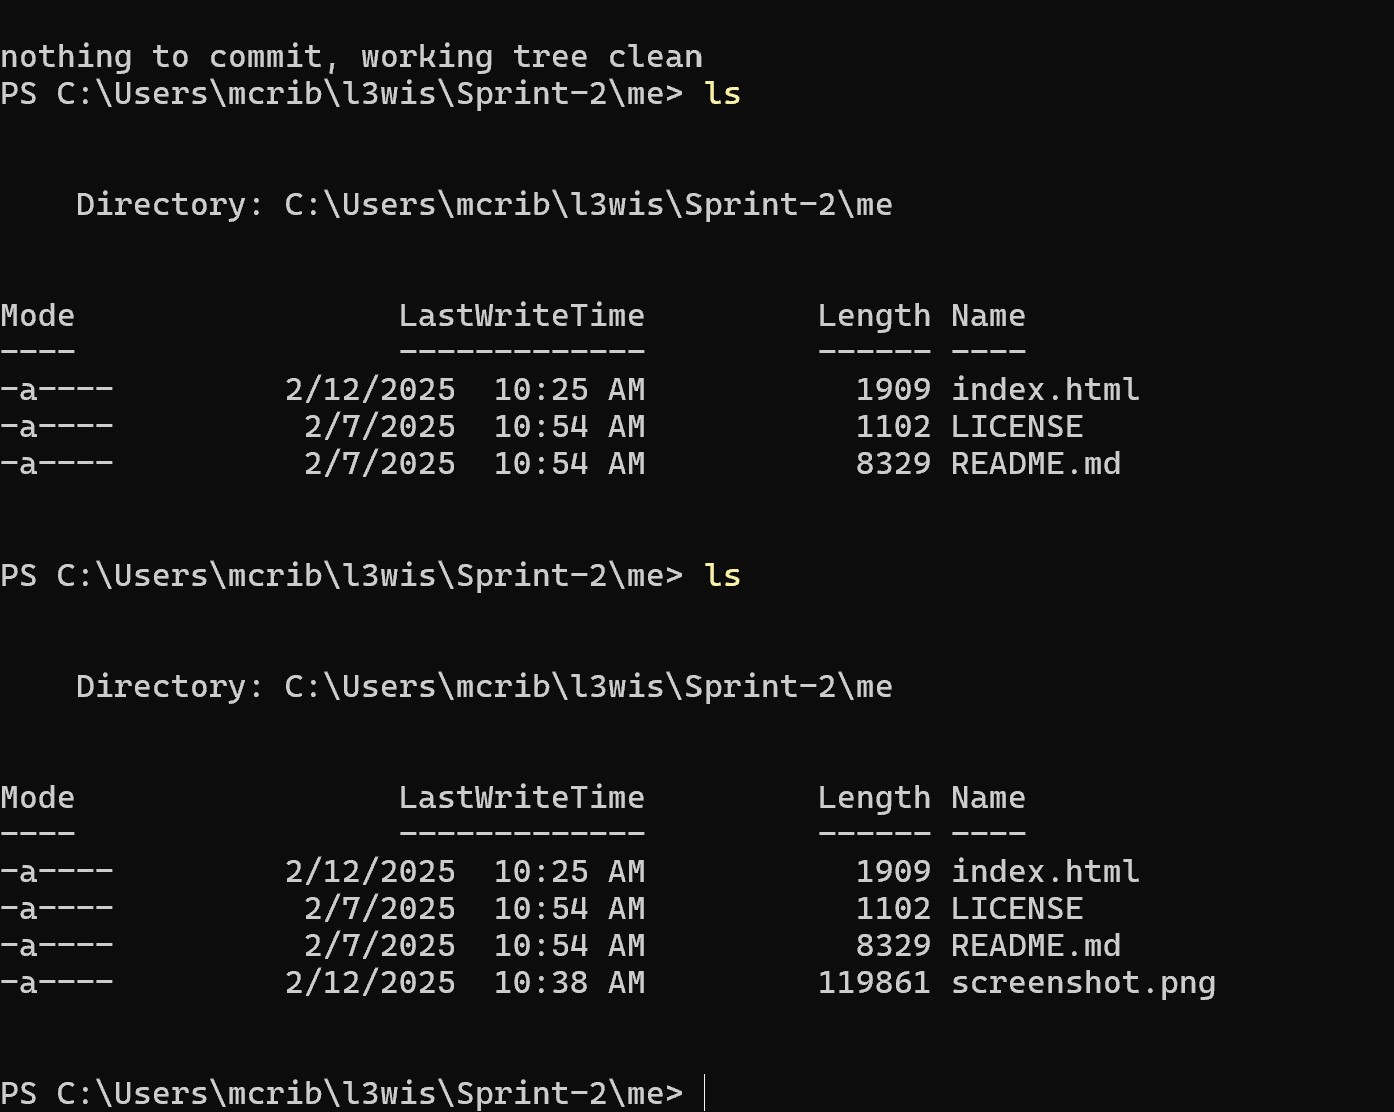 nothing to commit, working tree clean
PS C:\Users\mcrib\l3wis\Sprint-2\me> ls
Directory: C:\Users\mcrib\l3wis\Sprint-2\me
Mode LastWriteTime Length Name
---- ------------- ------ ----
-a---- 2/12/2025 10:25 AM 1909 index.html
-a---- 2/7/2025 10:54 AM 1102 LICENSE
-a---- 2/7/2025 10:54 AM 8329 README.md
PS C:\Users\mcrib\l3wis\Sprint-2\me> ls
Directory: C:\Users\mcrib\l3wis\Sprint-2\me
Mode LastWriteTime Length Name
---- ------------- ------ ----
-a---- 2/12/2025 10:25 AM 1909 index.html
-a---- 2/7/2025 10:54 AM 1102 LICENSE
-a---- 2/7/2025 10:54 AM 8329 README.md
-a---- 2/12/2025 10:38 AM 119861 screenshot.png
PS C:\Users\mcrib\l3wis\Sprint-2\me>